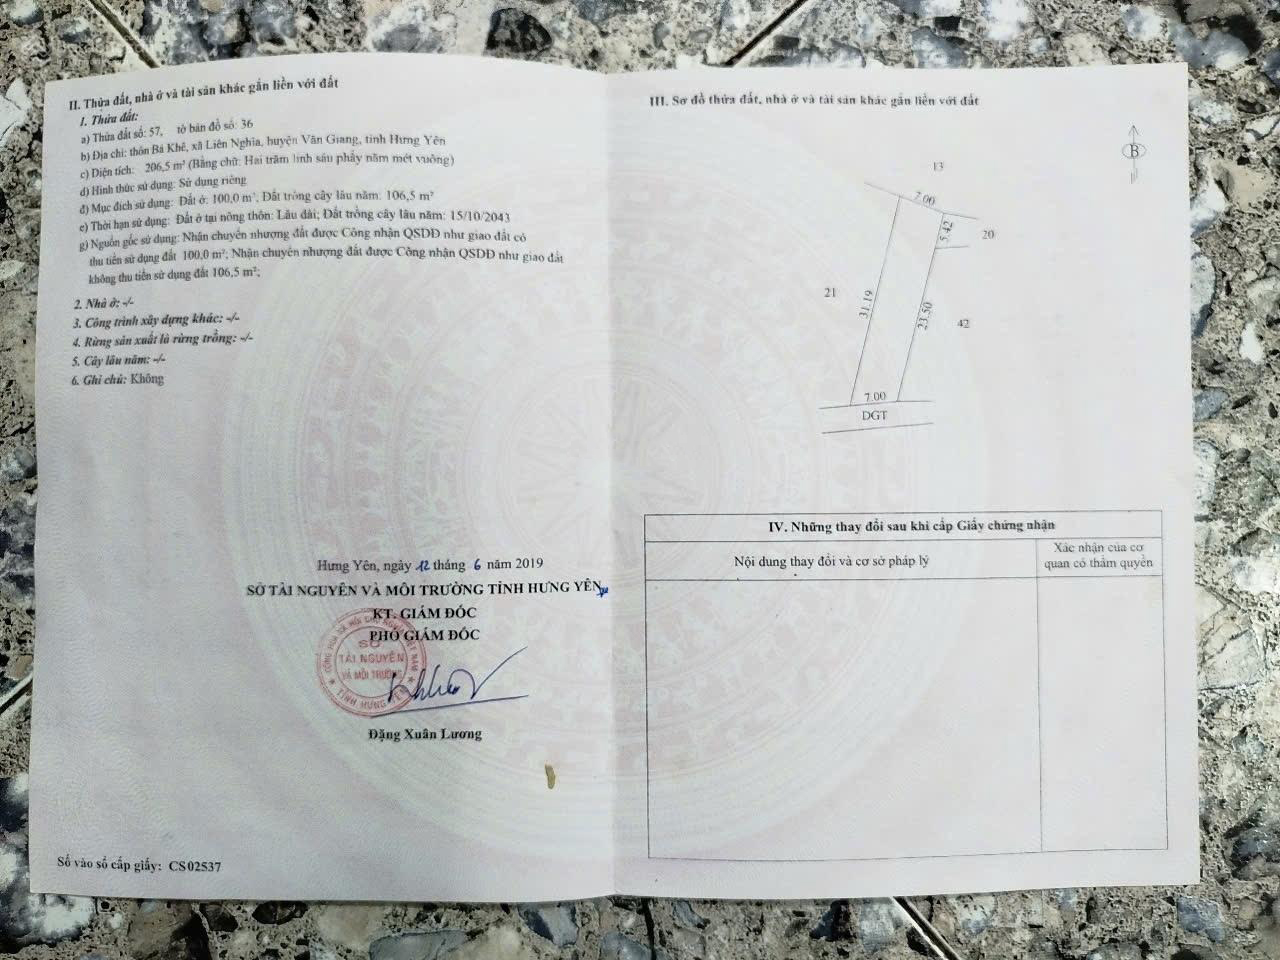 II. Thửa đất, nhà ở và tài sản khác gắn liền với đất
1. Thửa đất:
a) Thửa đất số: 57, tờ bản đồ số: 36
b) Địa chỉ: thôn Bá Khê, xã Liên Nghĩa, huyện Văn Giang, tỉnh Hưng Yên
c) Diện tích: 206,5 m² (Bằng chữ: Hai trăm linh sáu phẩy năm mét vuông)
d) Hình thức sử dụng: Sử dụng riêng
đ) Mục đích sử dụng: Đất ở: 100,0 m²; Đất trồng cây lâu năm: 106,5 m²
e) Thời hạn sử dụng: Đất ở tại nông thôn: Lâu dài; Đất trồng cây lâu năm: 15/10/2043
g) Nguồn gốc sử dụng: Nhận chuyển nhượng đất được Công nhận QSDĐ như giao đất có
thu tiền sử dụng đất 100,0 m²; Nhận chuyển nhượng đất được Công nhận QSDĐ như giao đất
không thu tiền sử dụng đất 106,5 m²;
2. Nhà ở: -/-
3. Công trình xây dựng khác: -/-
4. Rừng sản xuất là rừng trồng: -/-
5. Cây lâu năm: -/-
6. Ghi chú: Không
Hưng Yên, ngày 12 tháng 6 năm 2019
SỞ TÀI NGUYÊN VÀ MÔI TRƯỜNG TỈNH HƯNG YÊN
KT. GIÁM ĐỐC
PHÓ GIÁM ĐỐC
SỞ
TÀI NGUYÊN
VÀ MÔI TRƯỜNG
TỈNH HƯNG YÊN
Đặng Xuân Lương
Số vào sổ cấp giấy: CS02537
III. Sơ đồ thửa đất, nhà ở và tài sản khác gắn liền với đất
B
13
7.00
5.42
20
21
31.19
23.50
42
7.00
DGT
IV. Những thay đổi sau khi cấp Giấy chứng nhận
Nội dung thay đổi và cơ sở pháp lý
Xác nhận của cơ
quan có thẩm quyền